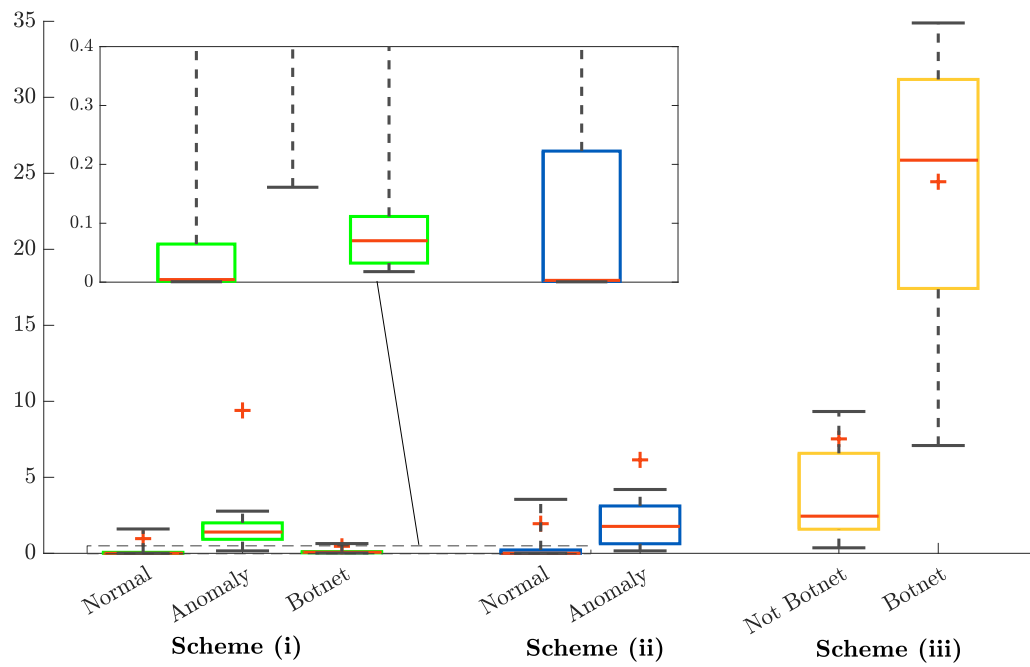 35
30
25
20
15
10
5
0
0.4
0.3
0.2
0.1
0
Normal
Anomaly
Botnet
Normal
Anomaly
Not Botnet
Botnet
Scheme (i)
Scheme (ii)
Scheme (iii)